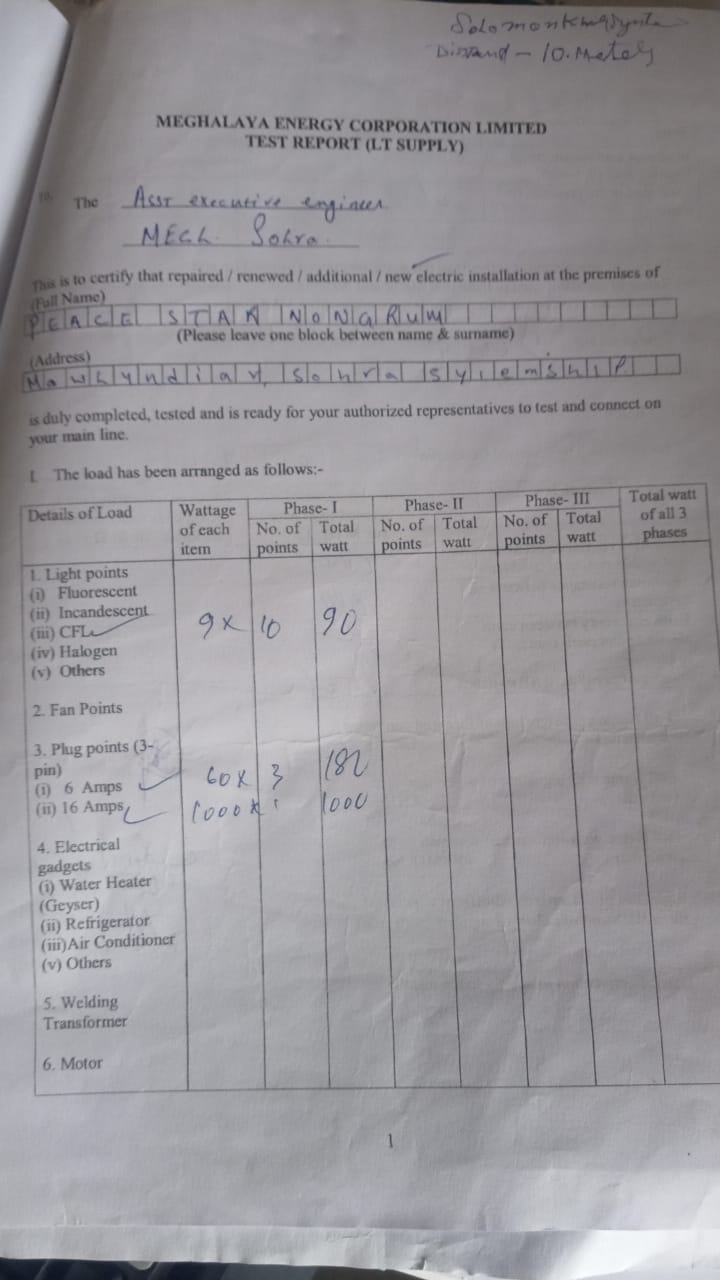 Distand - 10. Meters
MEGHALAYA ENERGY CORPORATION LIMITED
TEST REPORT (LT SUPPLY)
The Asst executive engineer
MECL. Sohra.
This is to certify that repaired / renewed / additional / new electric installation at the premises of
(Full Name)
PEACE STAR NONGRUM
(Please leave one block between name & surname)
(Address)
Mawkyndiar, Sohra Syiemship
is duly completed, tested and is ready for your authorized representatives to test and connect on
your main line.
I. The load has been arranged as follows:-
Details of Load Wattage of each item Phase- I Phase- II Phase- III Total watt of all 3 phases
No. of points Total watt No. of points Total watt No. of points Total watt
1. Light points
(i) Fluorescent
(ii) Incandescent
(iii) CFL 9 x 10 90
(iv) Halogen
(v) Others
2. Fan Points
3. Plug points (3-
pin)
(i) 6 Amps 60 x 3 182
(ii) 16 Amps 1000 x 1 1000
4. Electrical
gadgets
(i) Water Heater
(Geyser)
(ii) Refrigerator
(iii)Air Conditioner
(v) Others
5. Welding
Transformer
6. Motor
1